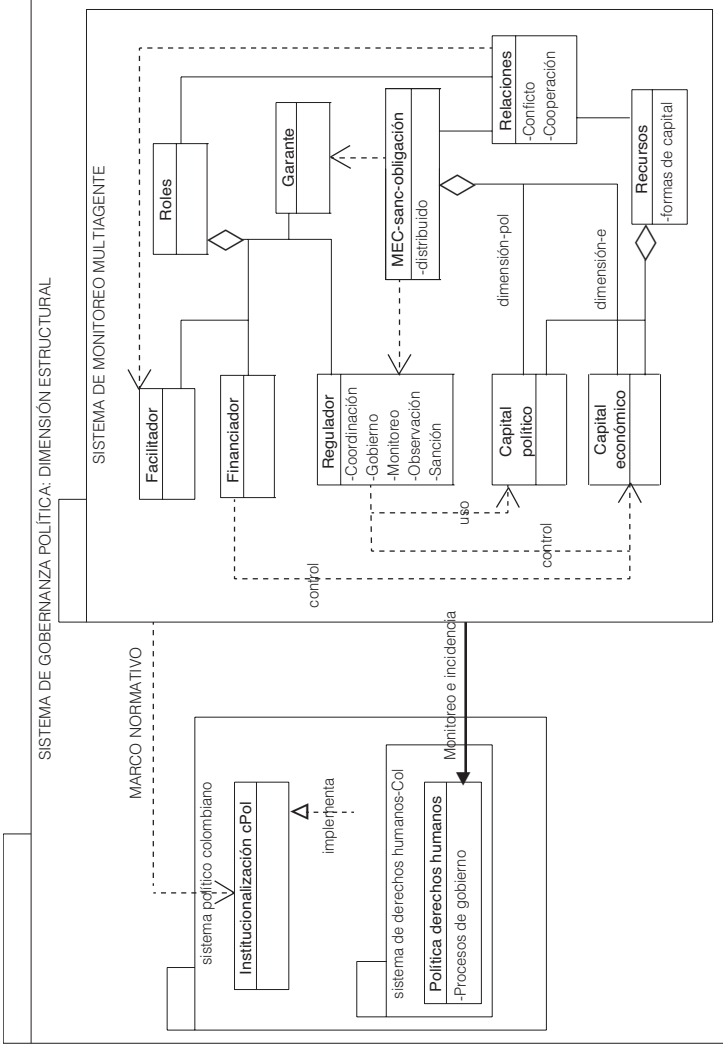 SISTEMA DE GOBERNANZA POLÍTICA: DIMENSIÓN ESTRUCTURAL
SISTEMA DE MONITOREO MULTIAGENTE
MARCO NORMATIVO
sistema político colombiano
Institucionalización cPol
implementa
sistema de derechos humanos-Col
Política derechos humanos
-Procesos de gobierno
Monitoreo e incidencia
Facilitador
Financiador
Regulador
-Coordinación
-Gobierno
-Monitoreo
-Observación
-Sanción
Capital
político
Capital
económico
control
uso
control
Roles
Garante
MEC-sanc-obligación
-distribuido
dimensión-pol
dimensión-e
Relaciones
-Conficto
-Cooperación
Recursos
-formas de capital